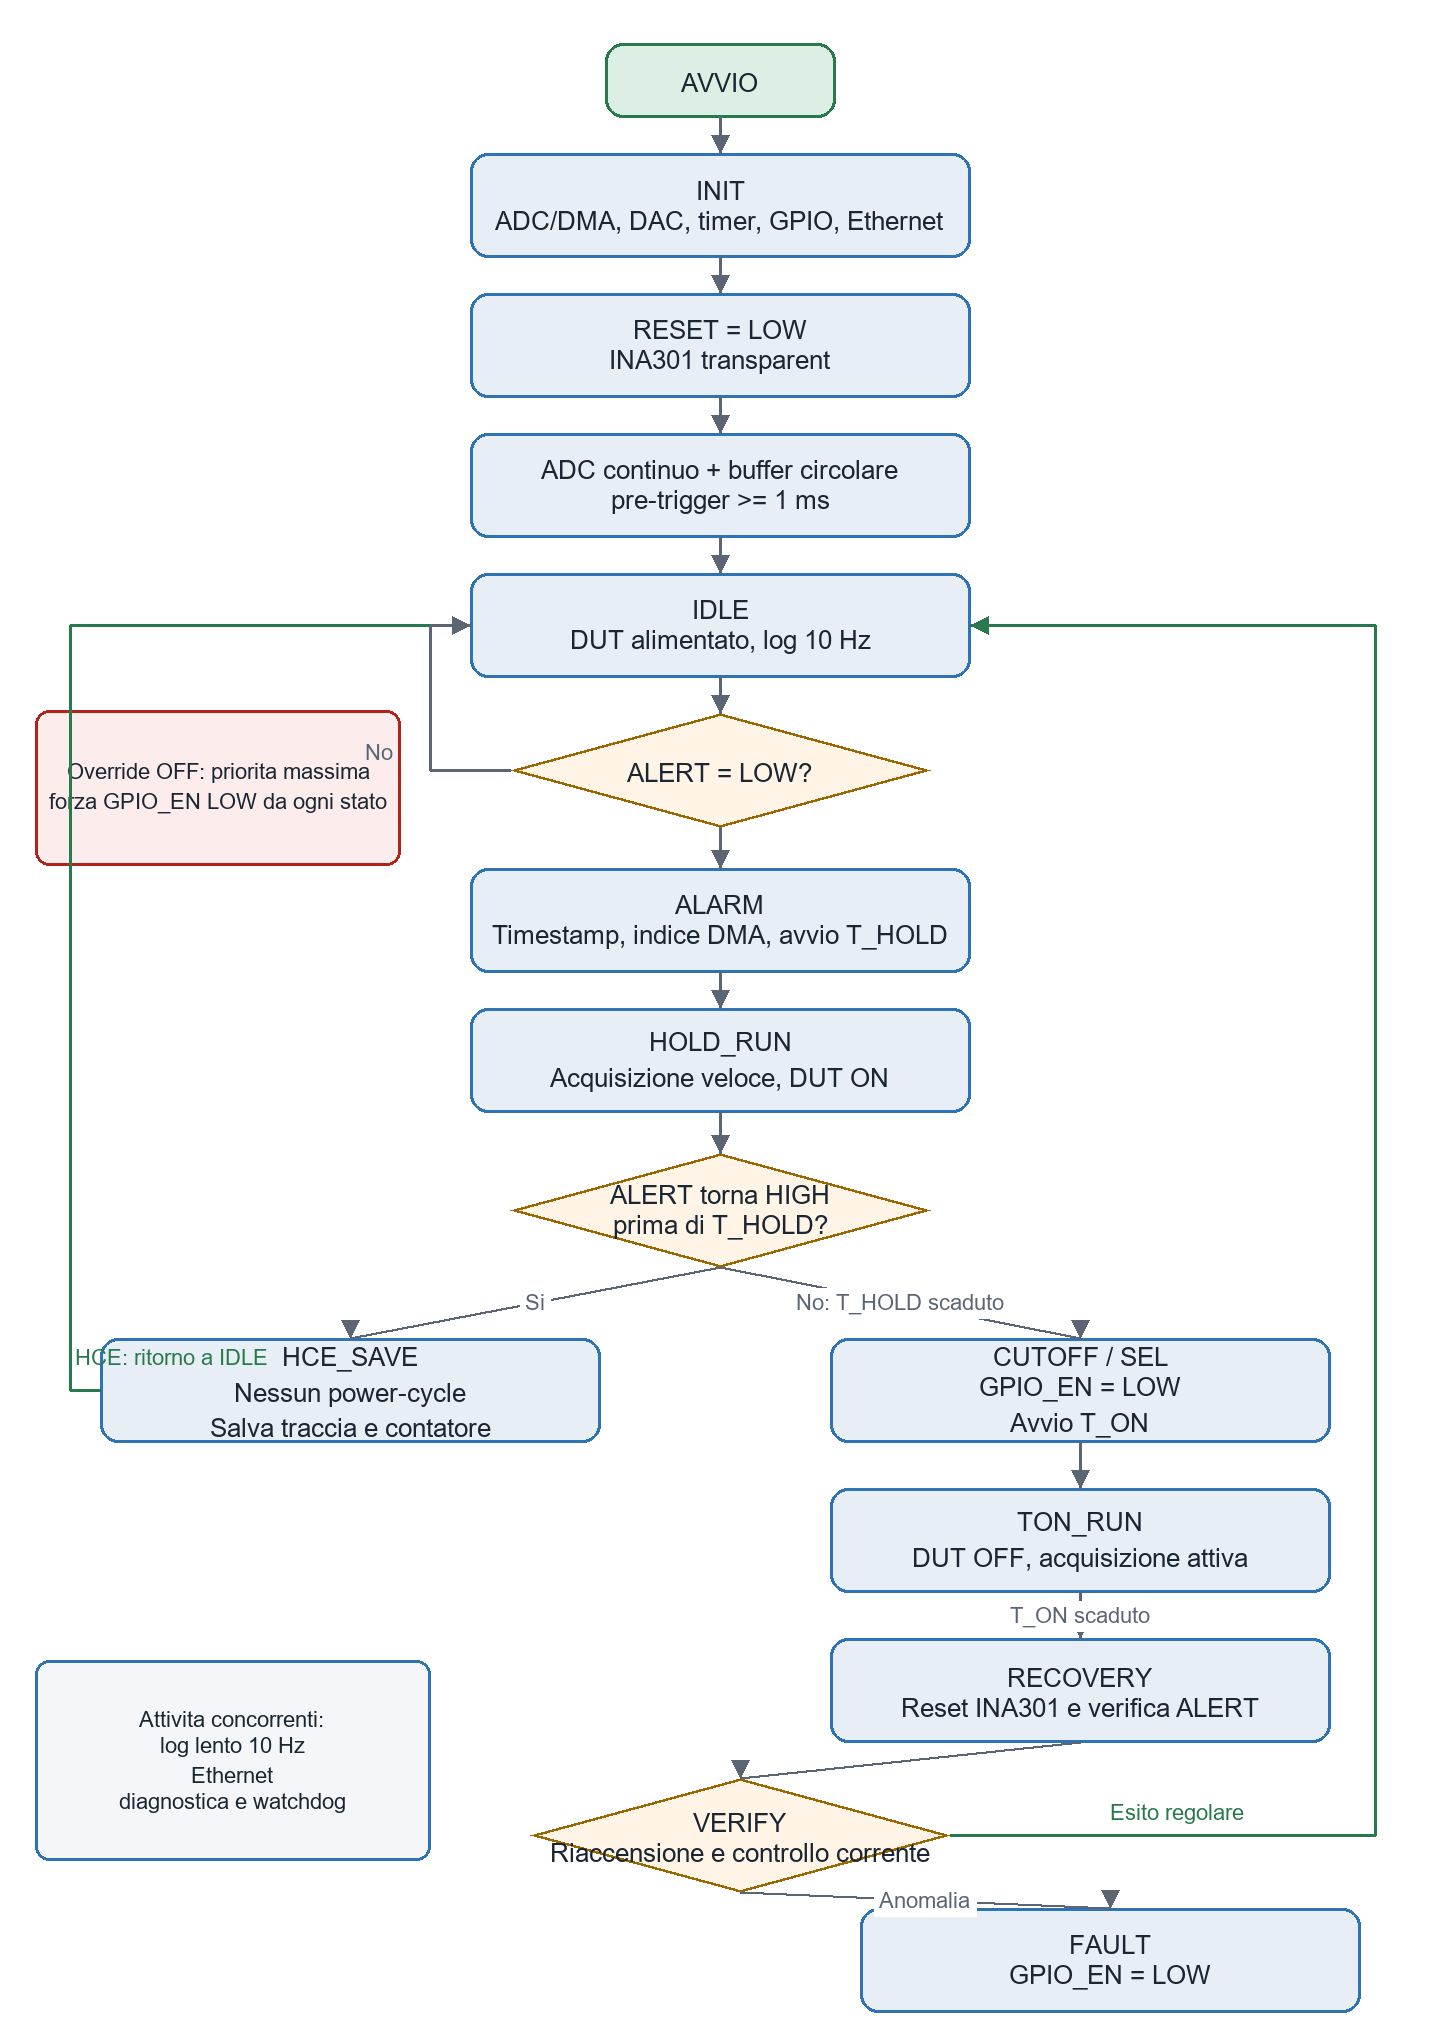 AVVIO
INIT
ADC/DMA, DAC, timer, GPIO, Ethernet
RESET = LOW
INA301 transparent
ADC continuo + buffer circolare
pre-trigger >= 1 ms
IDLE
DUT alimentato, log 10 Hz
No
Override OFF: priorita massima
forza GPIO_EN LOW da ogni stato
ALERT = LOW?
ALARM
Timestamp, indice DMA, avvio T_HOLD
HOLD_RUN
Acquisizione veloce, DUT ON
ALERT torna HIGH
prima di T_HOLD?
Si
No: T_HOLD scaduto
HCE: ritorno a IDLE
HCE_SAVE
Nessun power-cycle
Salva traccia e contatore
CUTOFF / SEL
GPIO_EN = LOW
Avvio T_ON
TON_RUN
DUT OFF, acquisizione attiva
T_ON scaduto
RECOVERY
Reset INA301 e verifica ALERT
Attivita concorrenti:
log lento 10 Hz
Ethernet
diagnostica e watchdog
VERIFY
Riaccensione e controllo corrente
Esito regolare
Anomalia
FAULT
GPIO_EN = LOW